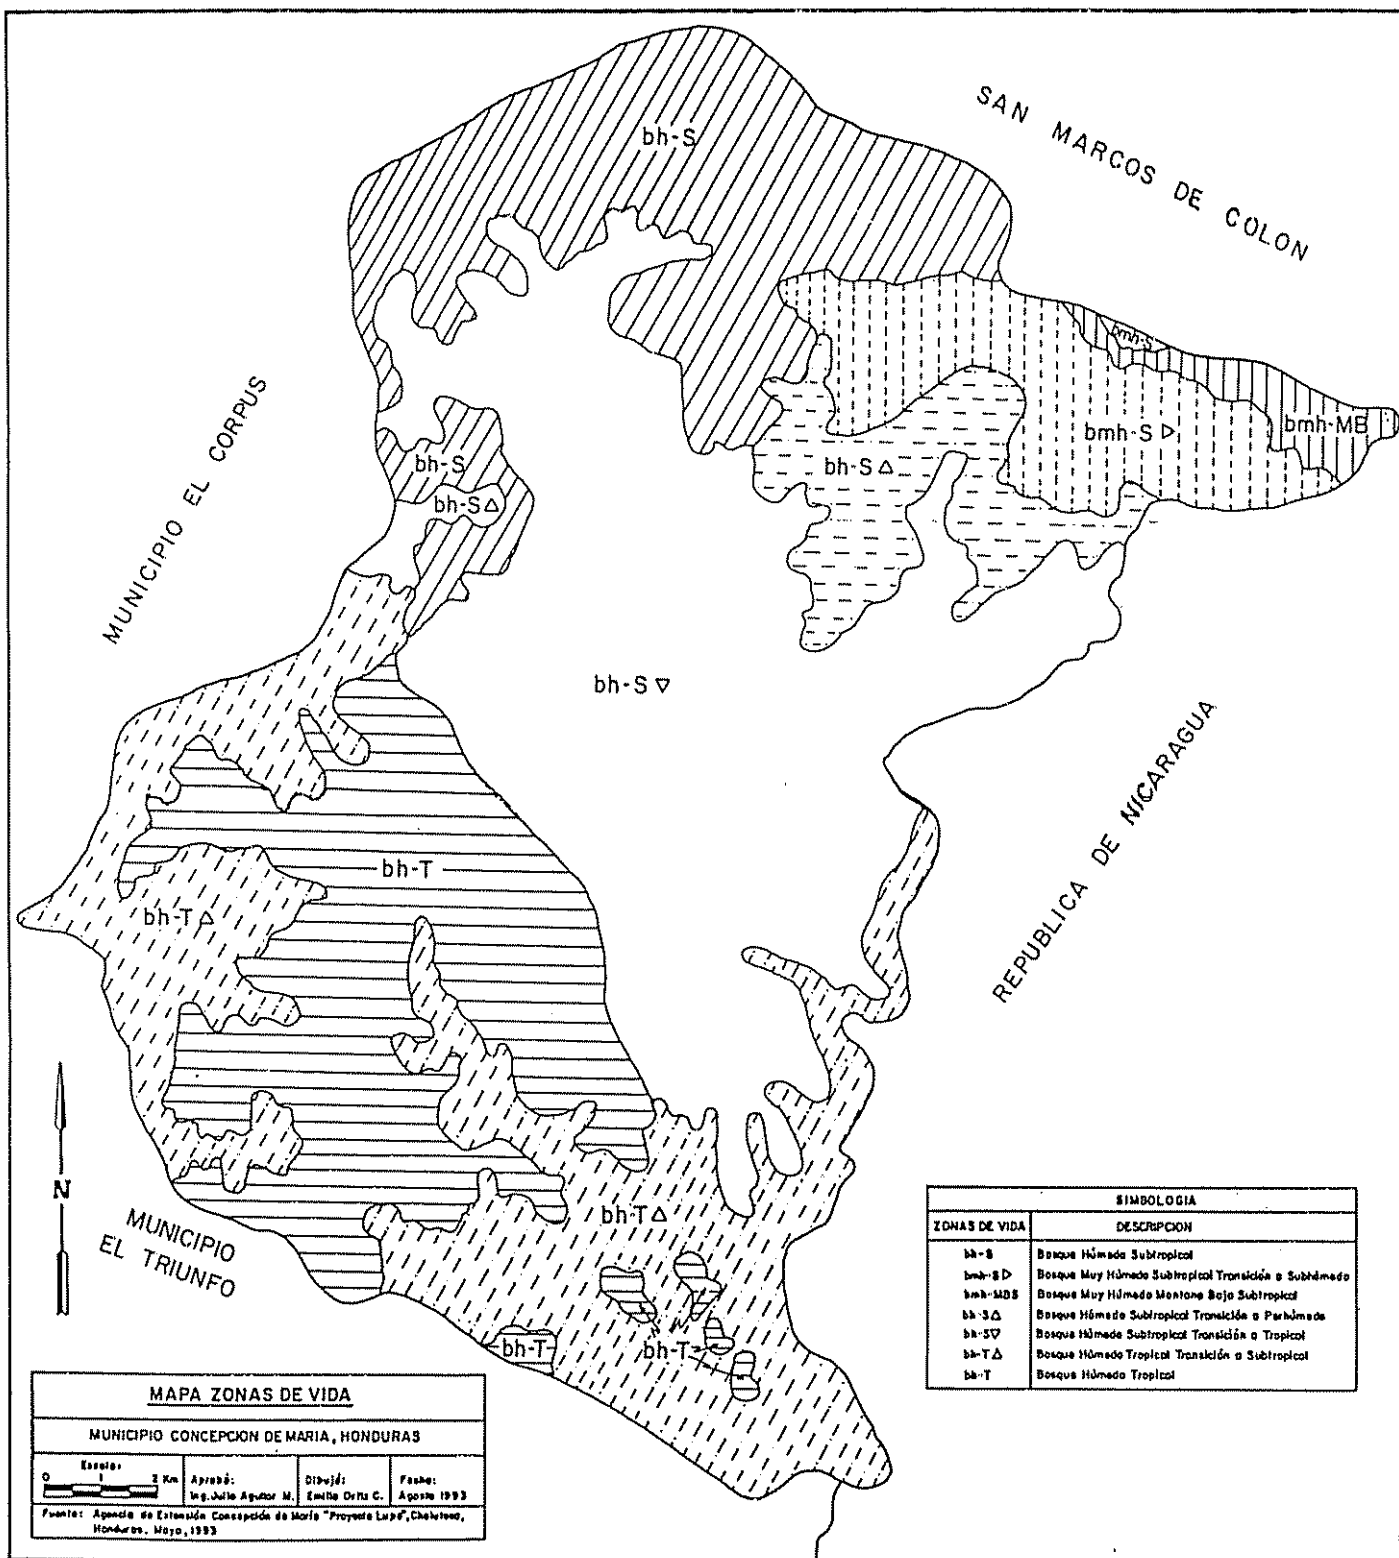 SAN MARCOS DE COLON
bh-S
bmh-S
bmh-MB
bmh-S ▷
bh-S △
MUNICIPIO EL CORPUS
bh-S
bh-S △
bh-S ▽
REPUBLICA DE NICARAGUA
bh-T
bh-T △
N
MUNICIPIO
EL TRIUNFO
bh-T △
bh-T
bh-T
SIMBOLOGIA
ZONAS DE VIDA DESCRIPCION
bh-S Bosque Húmedo Subtropical
bmh-S ▷ Bosque Muy Húmedo Subtropical Transición a Subhúmedo
bmh-MBS Bosque Muy Húmedo Montano Bajo Subtropical
bh-S △ Bosque Húmedo Subtropical Transición a Perhúmedo
bh-S ▽ Bosque Húmedo Subtropical Transición a Tropical
bh-T △ Bosque Húmedo Tropical Transición a Subtropical
bh-T Bosque Húmedo Tropical
MAPA ZONAS DE VIDA
MUNICIPIO CONCEPCION DE MARIA, HONDURAS
Escala:
0 1 2 Km
Aprobó:
Ing. Julio Aguilar M.
Dibujó:
Emilio Ortiz C.
Fecha:
Agosto 1993
Fuente: Agencia de Extensión Concepción de María "Proyecto Lupe", Choluteca,
Honduras. Mayo, 1993